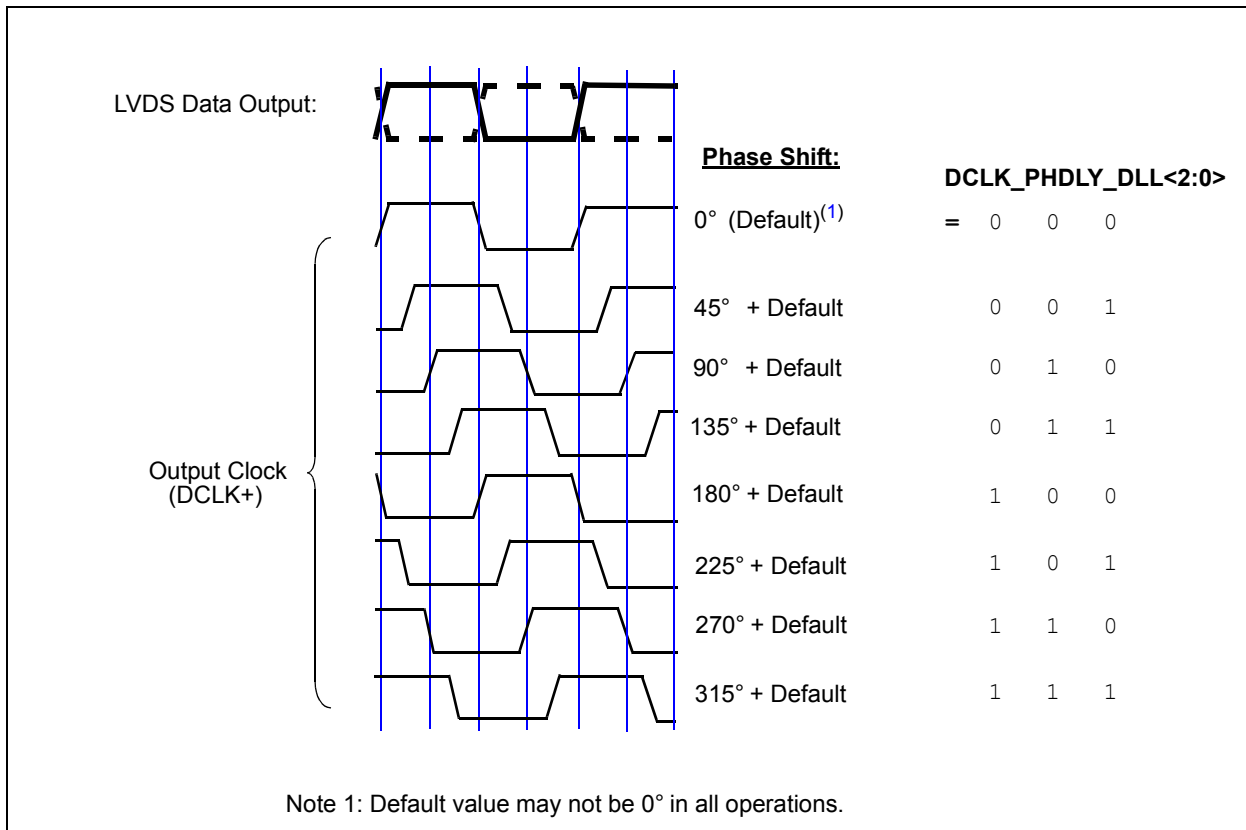 LVDS Data Output:
Phase Shift:
DCLK_PHDLY_DLL<2:0>
0° (Default)(1) = 0 0 0
45° + Default 0 0 1
90° + Default 0 1 0
135° + Default 0 1 1
Output Clock
(DCLK+)
180° + Default 1 0 0
225° + Default 1 0 1
270° + Default 1 1 0
315° + Default 1 1 1
Note 1: Default value may not be 0° in all operations.